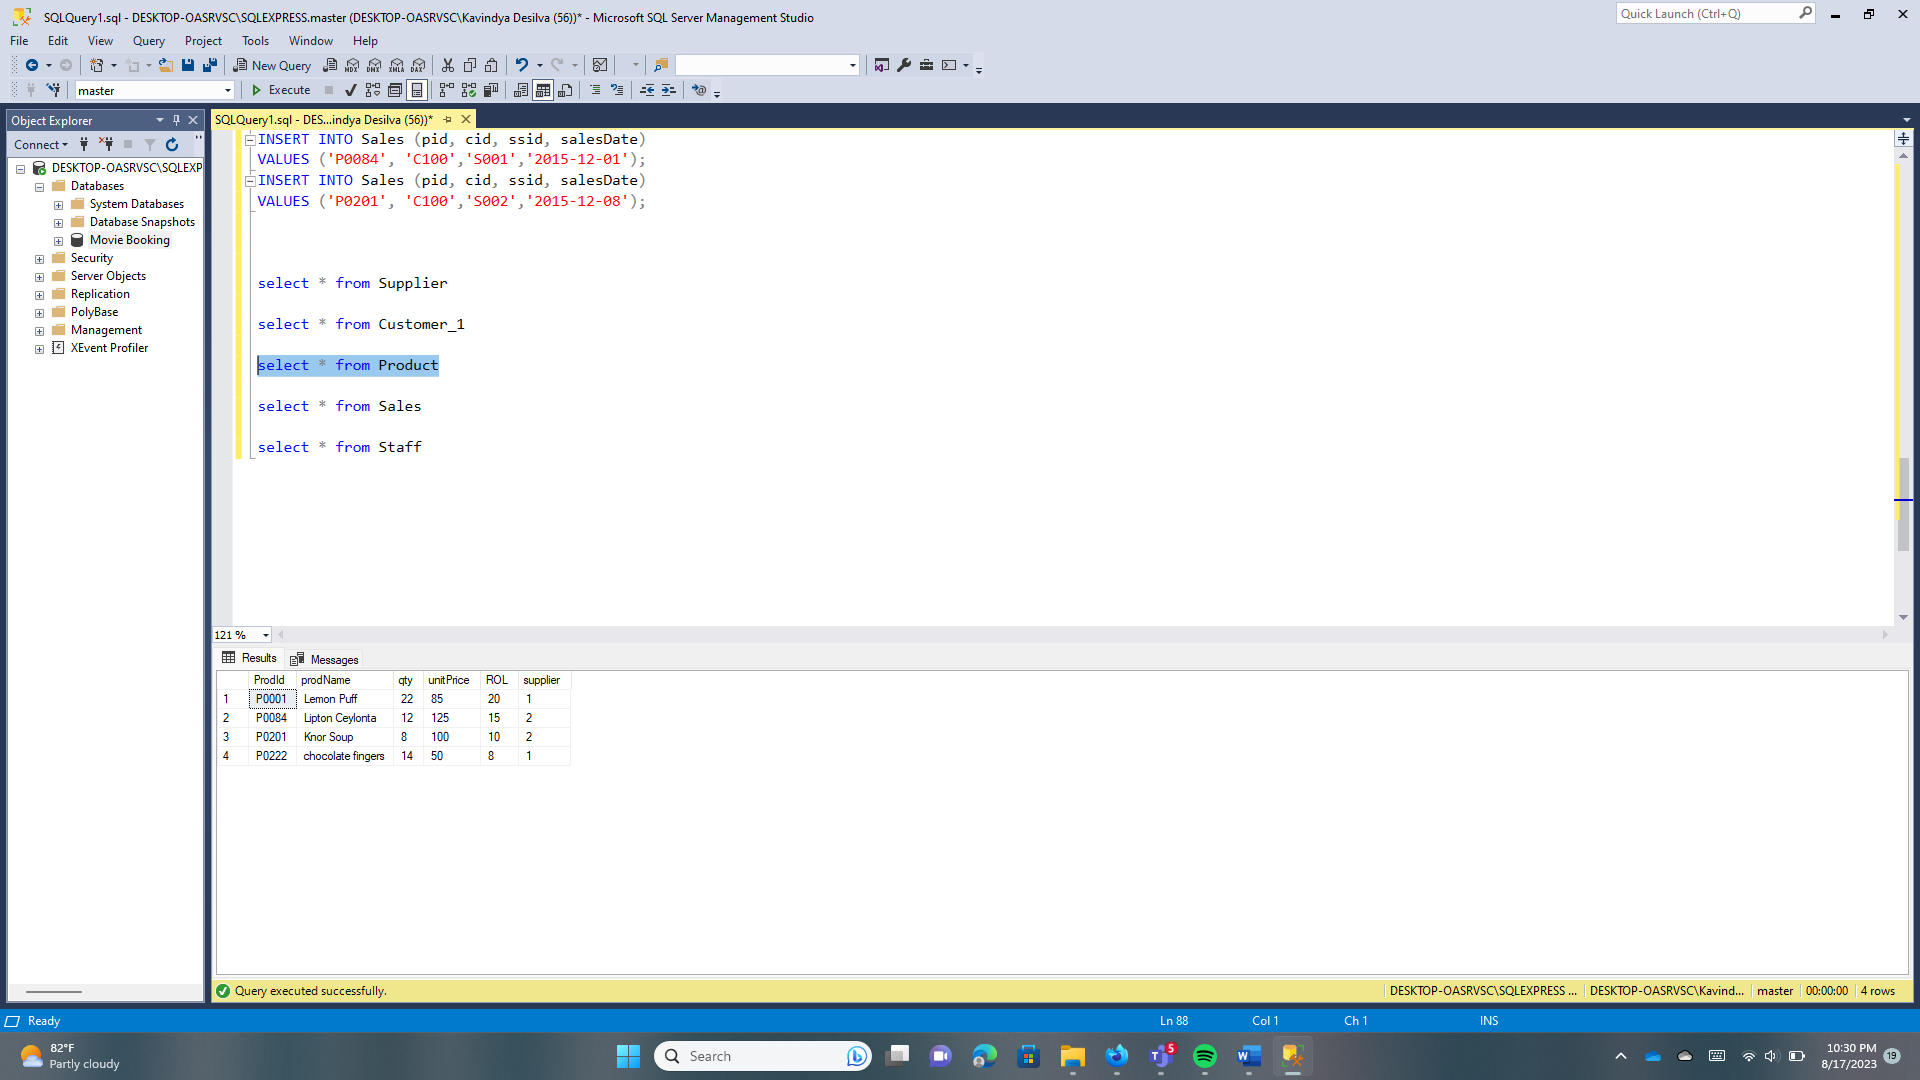 SQLQuery1.sql - DESKTOP-OASRVSC\SQLEXPRESS.master (DESKTOP-OASRVSC\Kavindya Desilva (56))* - Microsoft SQL Server Management Studio
Quick Launch (Ctrl+Q)
File Edit View Query Project Tools Window Help
New Query
MDX DMX XMLA DAX
master
Execute
Object Explorer
SQLQuery1.sql - DES...indya Desilva (56))*
Connect
DESKTOP-OASRVSC\SQLEXP
Databases
System Databases
Database Snapshots
Movie Booking
Security
Server Objects
Replication
PolyBase
Management
XEvent Profiler
INSERT INTO Sales (pid, cid, ssid, salesDate)
VALUES ('P0084', 'C100','S001','2015-12-01');
INSERT INTO Sales (pid, cid, ssid, salesDate)
VALUES ('P0201', 'C100','S002','2015-12-08');
select * from Supplier
select * from Customer_1
select * from Product
select * from Sales
select * from Staff
121 %
Results Messages
ProdId prodName qty unitPrice ROL supplier
1 P0001 Lemon Puff 22 85 20 1
2 P0084 Lipton Ceylonta 12 125 15 2
3 P0201 Knor Soup 8 100 10 2
4 P0222 chocolate fingers 14 50 8 1
Query executed successfully.
DESKTOP-OASRVSC\SQLEXPRESS ... DESKTOP-OASRVSC\Kavind... master 00:00:00 4 rows
Ready
Ln 88 Col 1 Ch 1 INS
82°F
Partly cloudy
Search
5
10:30 PM
8/17/2023
19